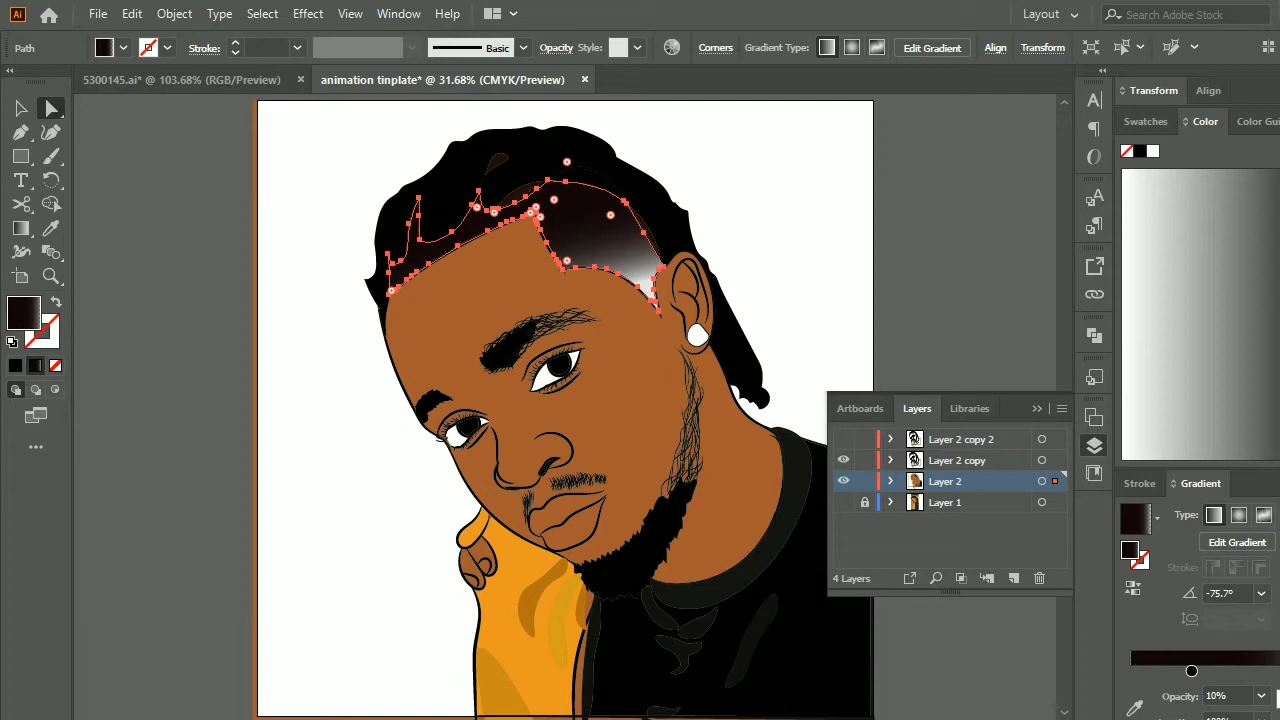 Ai File Edit Object Type Select Effect View Window Help Layout Search Adobe Stock
Path Stroke: Basic Opacity Style: Corners Gradient Type: Edit Gradient Align Transform
5300145.ai* @ 103.68% (RGB/Preview) × animation tinplate* @ 31.68% (CMYK/Preview) ×
Transform Align
Swatches Color Color Gui
Artboards Layers Libraries
Layer 2 copy 2
Layer 2 copy
Layer 2
Layer 1
4 Layers
Stroke Gradient
Type:
Edit Gradient
Stroke:
-75.7°
Opacity: 10%